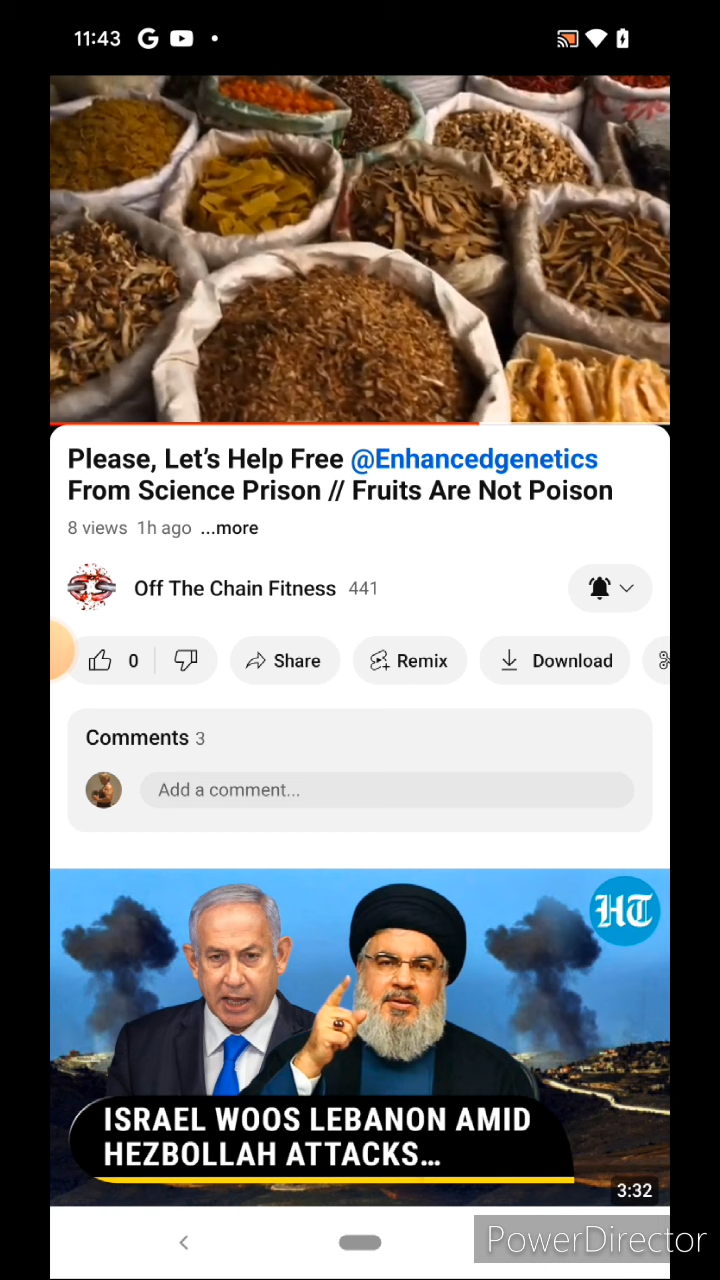 11:43
Please, Let's Help Free @Enhancedgenetics
From Science Prison // Fruits Are Not Poison
8 views 1h ago ...more
Off The Chain Fitness 441
0 Share Remix Download
Comments 3
Add a comment...
HT
ISRAEL WOOS LEBANON AMID
HEZBOLLAH ATTACKS...
3:32
PowerDirector